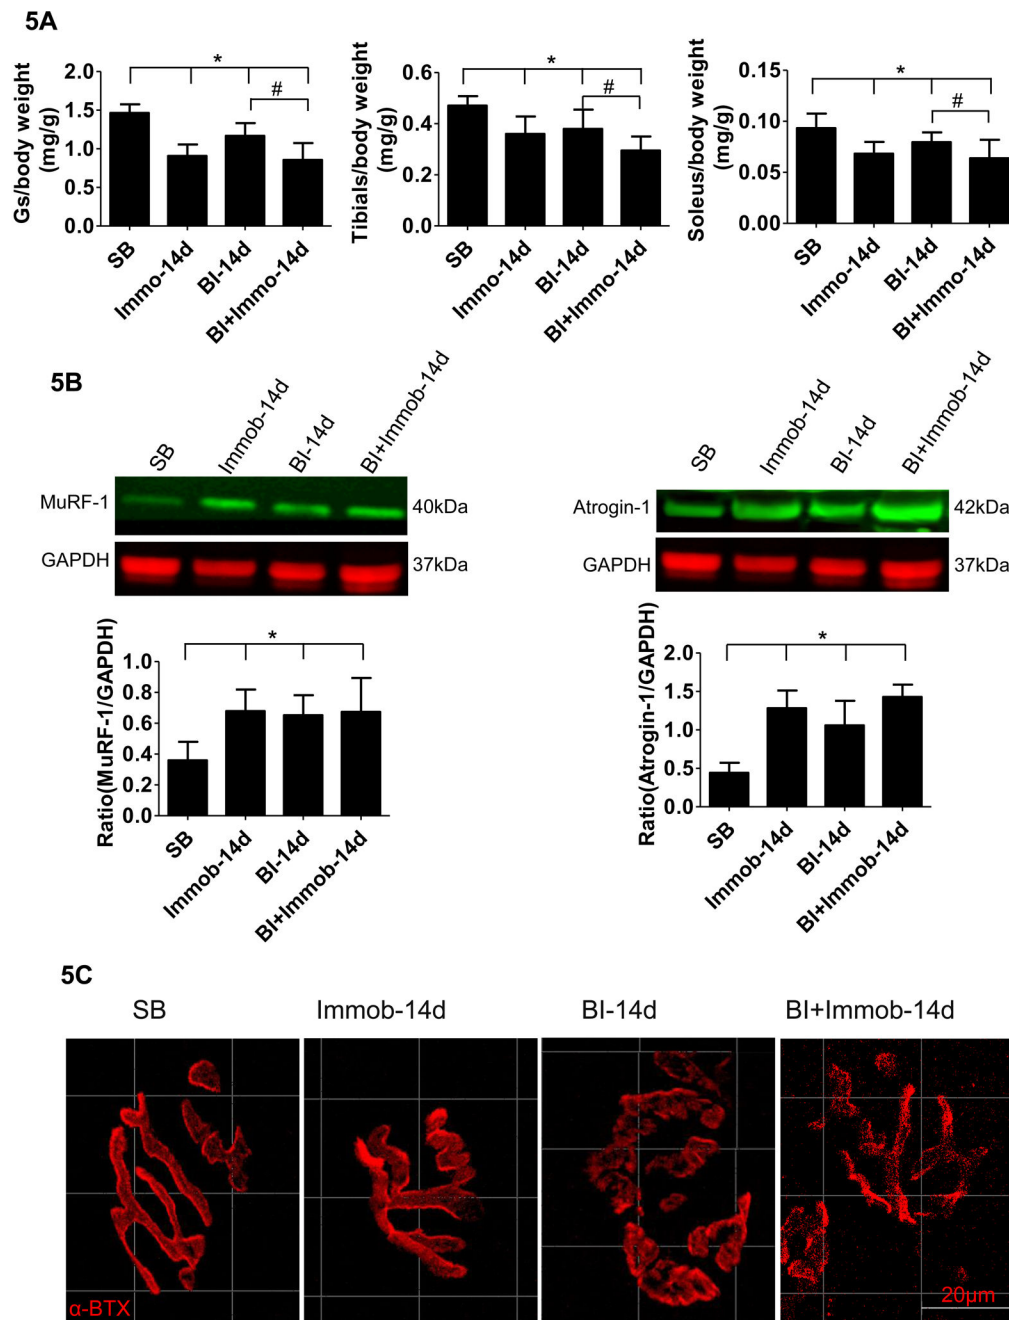 5A
Gs/body weight
(mg/g)
2.0
1.5
1.0
0.5
0.0
*
#
SB
Immo-14d
BI-14d
BI+Immo-14d
Tibials/body weight
(mg/g)
0.6
0.4
0.2
0.0
*
#
SB
Immo-14d
BI-14d
BI+Immo-14d
Soleus/body weight
(mg/g)
0.15
0.10
0.05
0.00
*
#
SB
Immo-14d
BI-14d
BI+Immo-14d
5B
SB
Immob-14d
BI-14d
BI+Immob-14d
MuRF-1
40kDa
GAPDH
37kDa
Ratio(MuRF-1/GAPDH)
1.0
0.8
0.6
0.4
0.2
0.0
*
SB
Immob-14d
BI-14d
BI+Immob-14d
SB
Immob-14d
BI-14d
BI+Immob-14d
Atrogin-1
42kDa
GAPDH
37kDa
Ratio(Atrogin-1/GAPDH)
2.0
1.5
1.0
0.5
0.0
*
SB
Immob-14d
BI-14d
BI+Immob-14d
5C
SB
Immob-14d
BI-14d
BI+Immob-14d
α-BTX
20μm